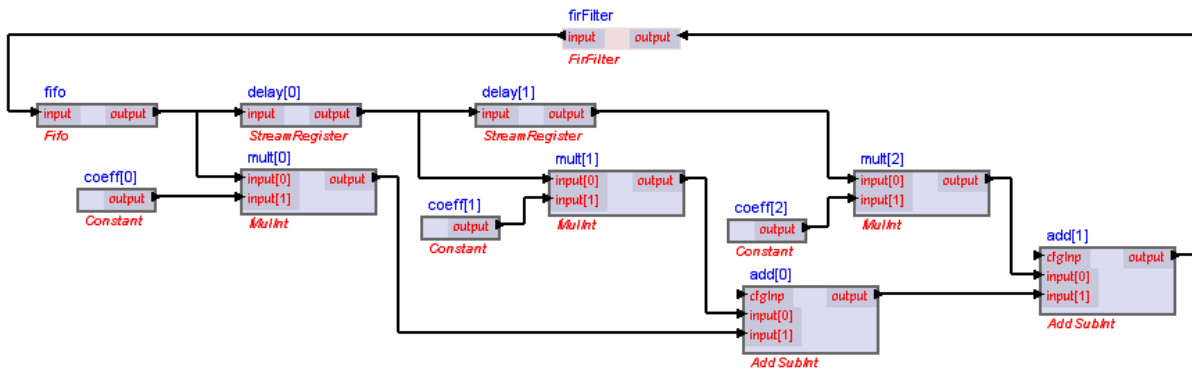 firFilter
input output
FirFilter
fifo
input output
Fifo
delay[0]
input output
StreamRegister
delay[1]
input output
StreamRegister
mult[0]
input[0] output
input[1]
IMulInt
coeff[0]
output
Constant
mult[1]
input[0] output
input[1]
IMulInt
coeff[1]
output
Constant
mult[2]
input[0] output
input[1]
IMulInt
coeff[2]
output
Constant
add[0]
cfgInp output
input[0]
input[1]
AddSubInt
add[1]
cfgInp output
input[0]
input[1]
AddSubInt